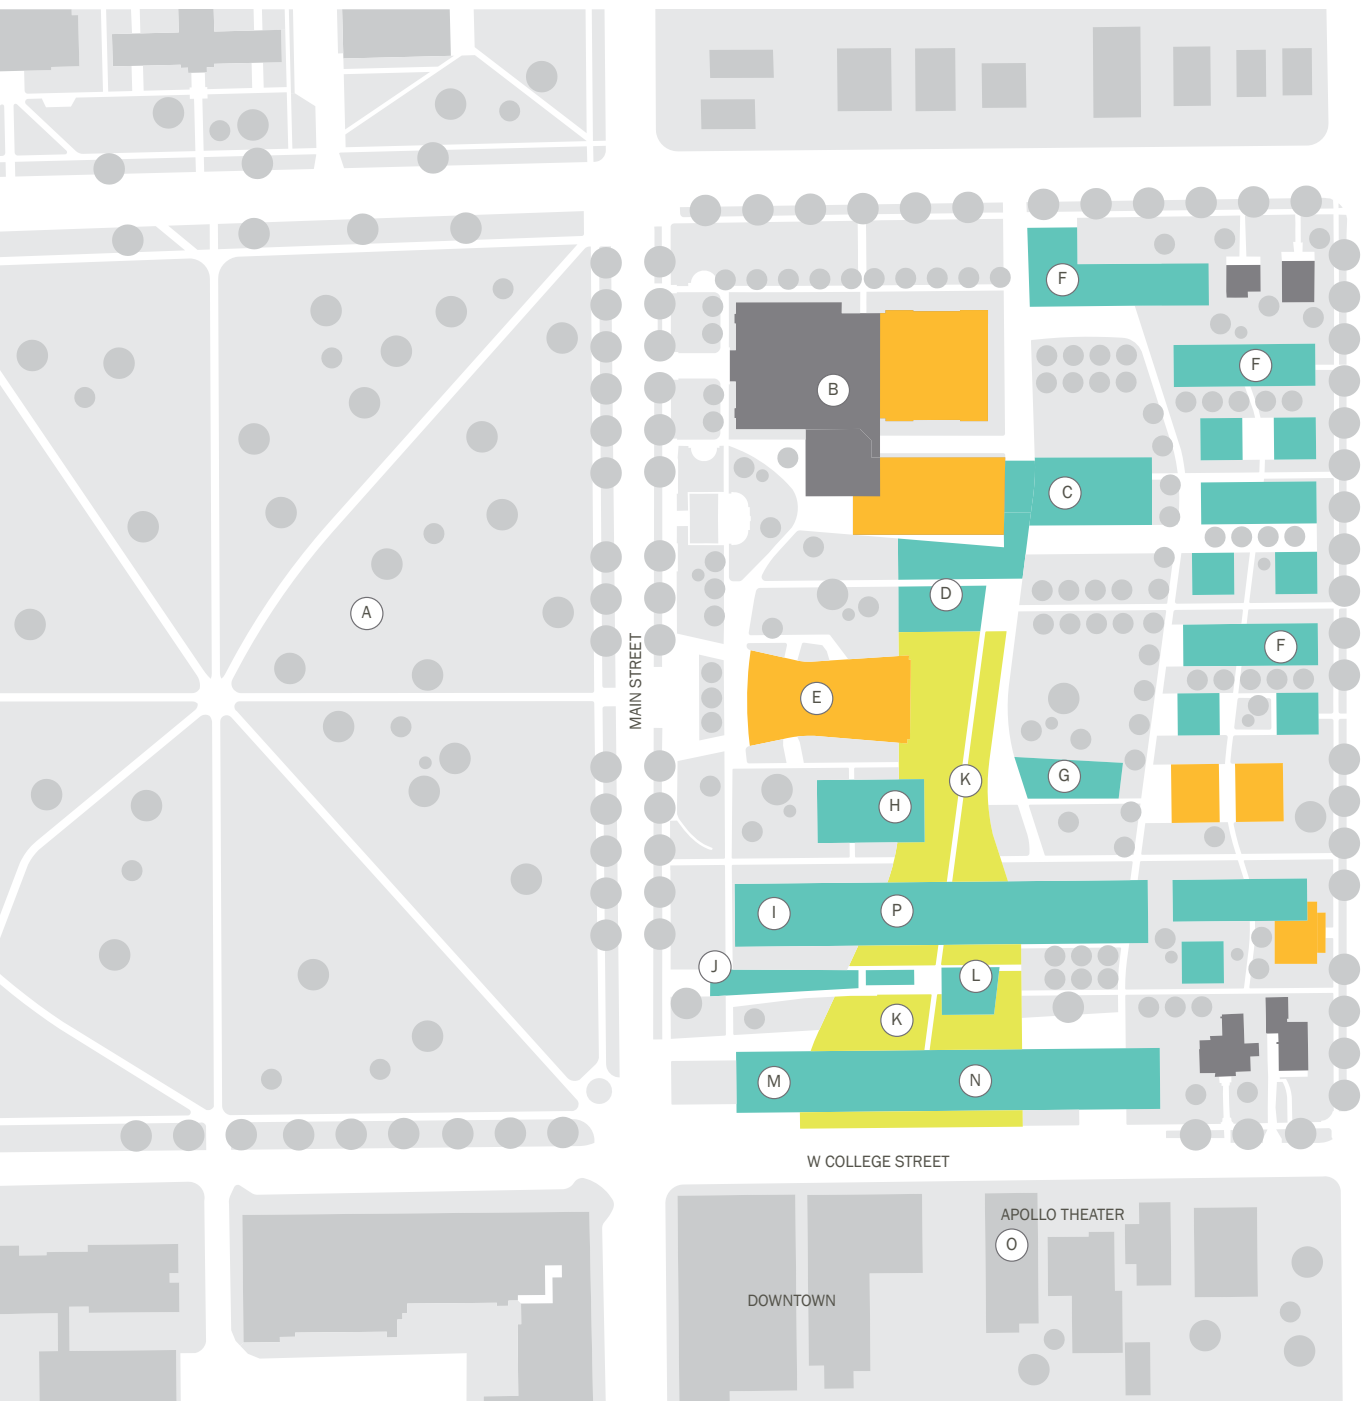 F
F
B
C
D
A
F
MAIN STREET
E
G
K
H
I
P
J
L
K
M
N
W COLLEGE STREET
APOLLO THEATER
O
DOWNTOWN